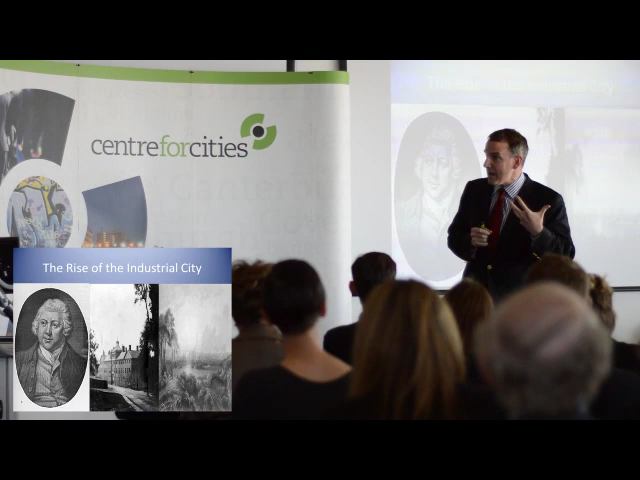 centreforcities
The Rise of the Industrial City